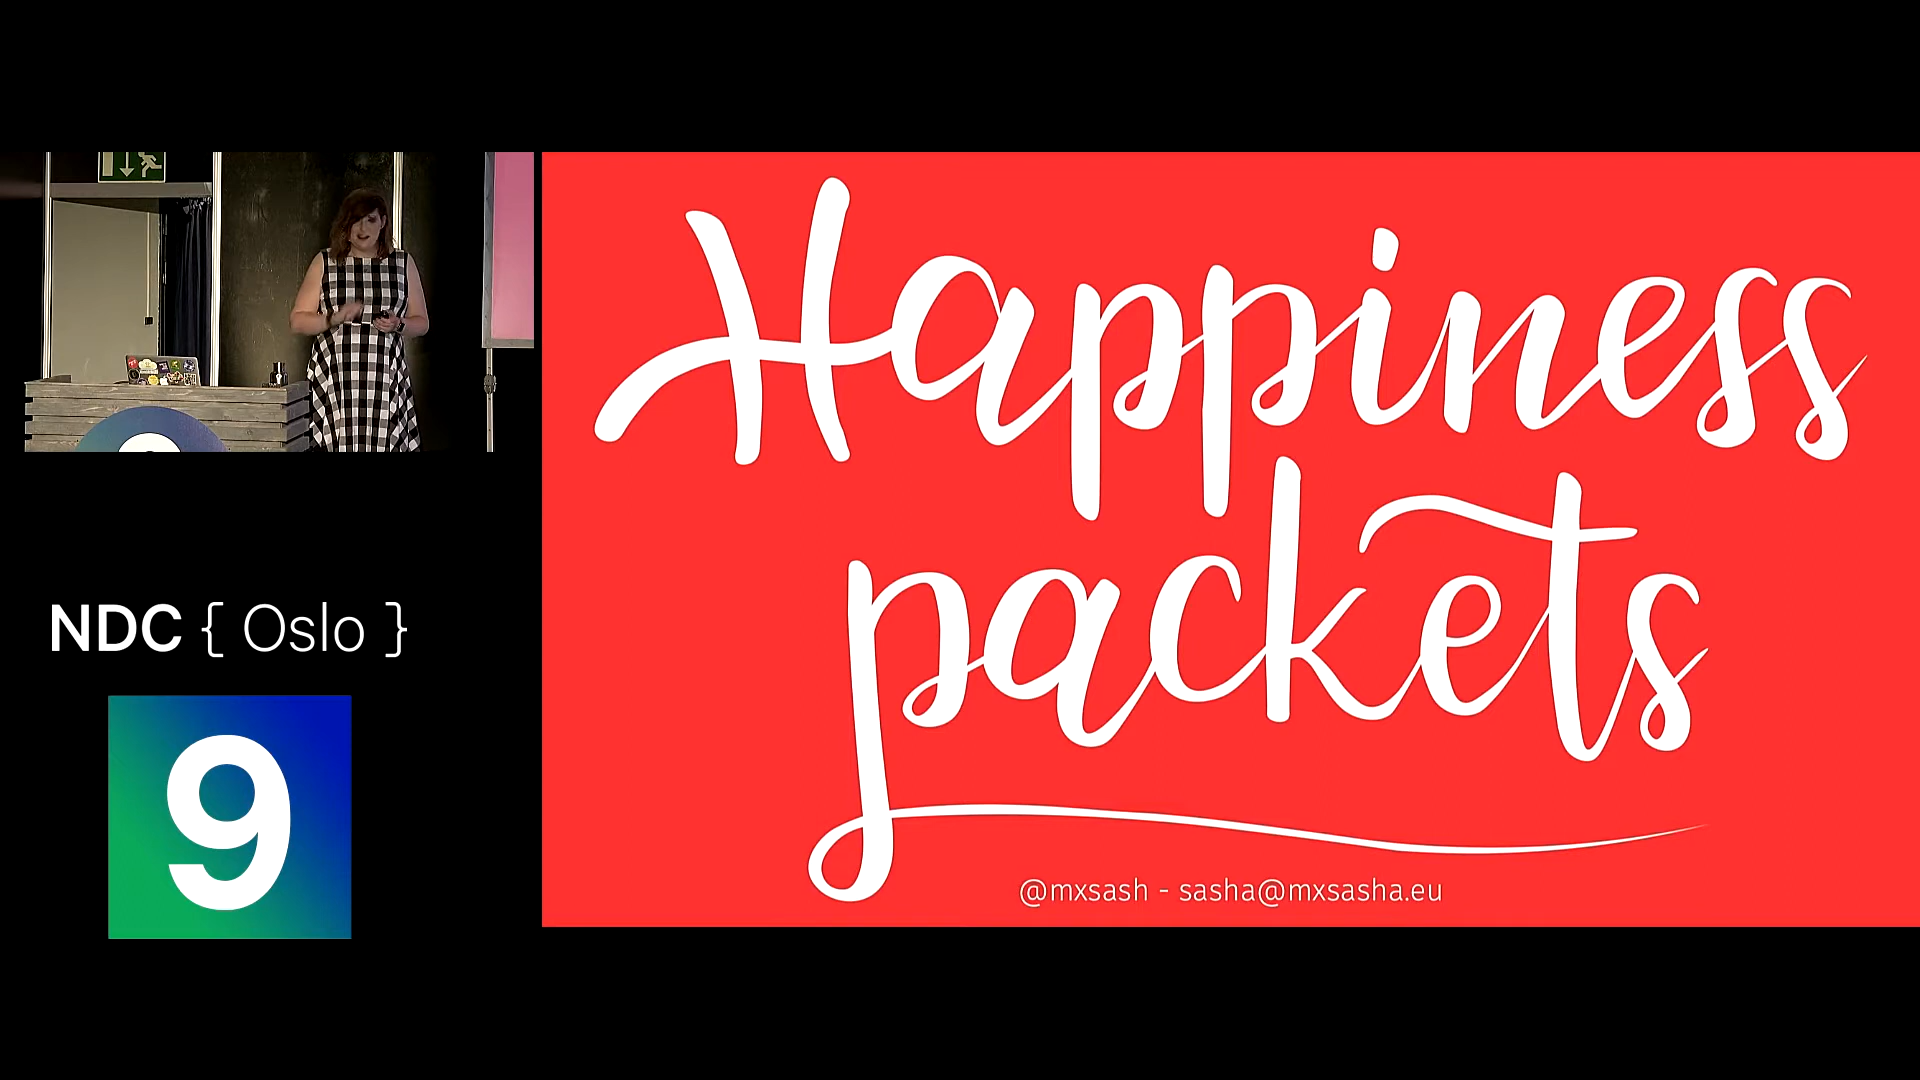 Happiness
packets
@mxsash - sasha@mxsasha.eu
NDC { Oslo }
9